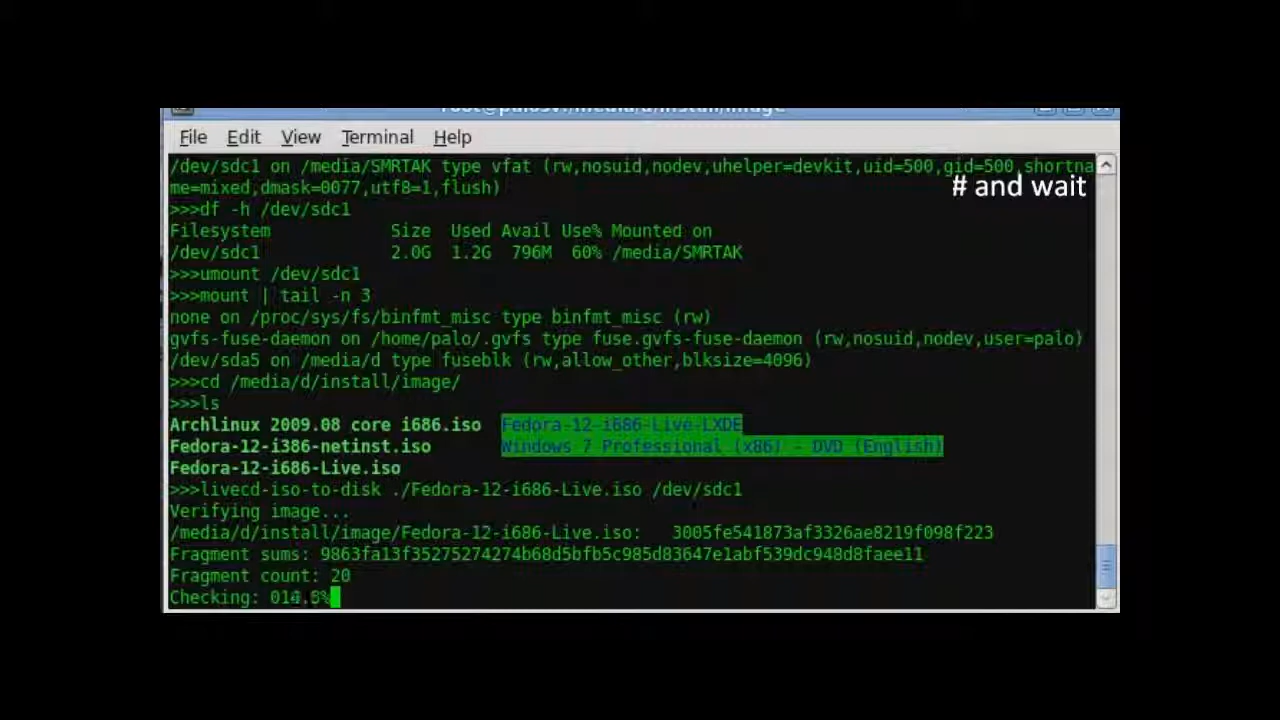 File Edit View Terminal Help
/dev/sdc1 on /media/SMRTAK type vfat (rw,nosuid,nodev,uhelper=devkit,uid=500,gid=500,shortna
me=mixed,dmask=0077,utf8=1,flush)
# and wait
>>>df -h /dev/sdc1
Filesystem Size Used Avail Use% Mounted on
/dev/sdc1 2.0G 1.2G 796M 60% /media/SMRTAK
>>>umount /dev/sdc1
>>>mount | tail -n 3
none on /proc/sys/fs/binfmt_misc type binfmt_misc (rw)
gvfs-fuse-daemon on /home/palo/.gvfs type fuse.gvfs-fuse-daemon (rw,nosuid,nodev,user=palo)
/dev/sda5 on /media/d type fuseblk (rw,allow_other,blksize=4096)
>>>cd /media/d/install/image/
>>>ls
Archlinux 2009.08 core i686.iso Fedora-12-i686-Live-LXDE
Fedora-12-i386-netinst.iso Windows 7 Professional (x86) - DVD (English)
Fedora-12-i686-Live.iso
>>>livecd-iso-to-disk ./Fedora-12-i686-Live.iso /dev/sdc1
Verifying image...
/media/d/install/image/Fedora-12-i686-Live.iso: 3005fe541873af3326ae8219f098f223
Fragment sums: 9863fa13f35275274274b68d5bfb5c985d83647e1abf539dc948d8faee11
Fragment count: 20
Checking: